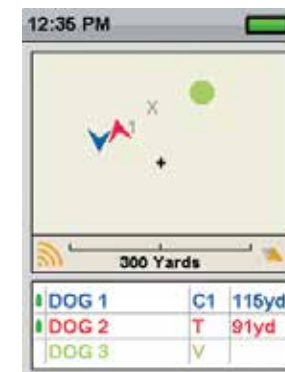 12:35 PM
X
1
300 Yards
DOG 1 C1 115yd
DOG 2 T 91yd
DOG 3 V